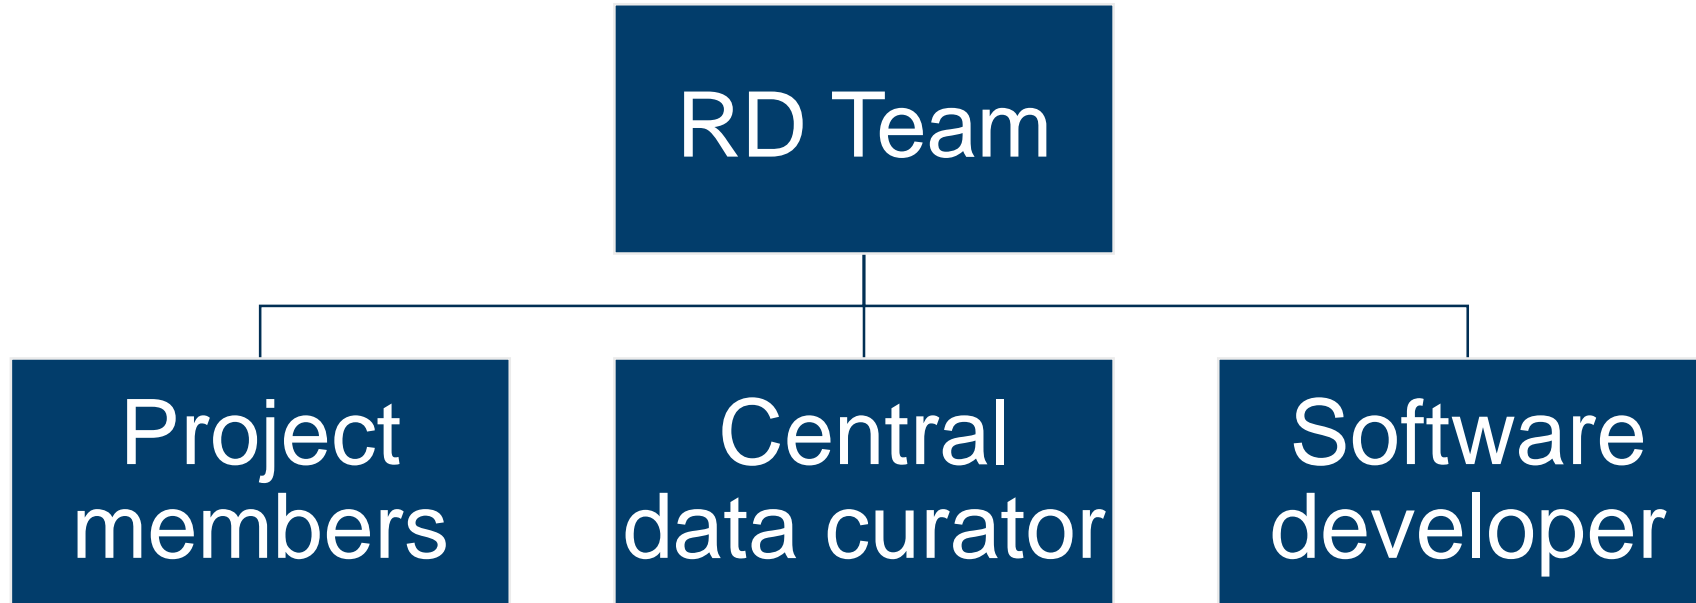 RD Team
Project
members
Central
data curator
Software
developer